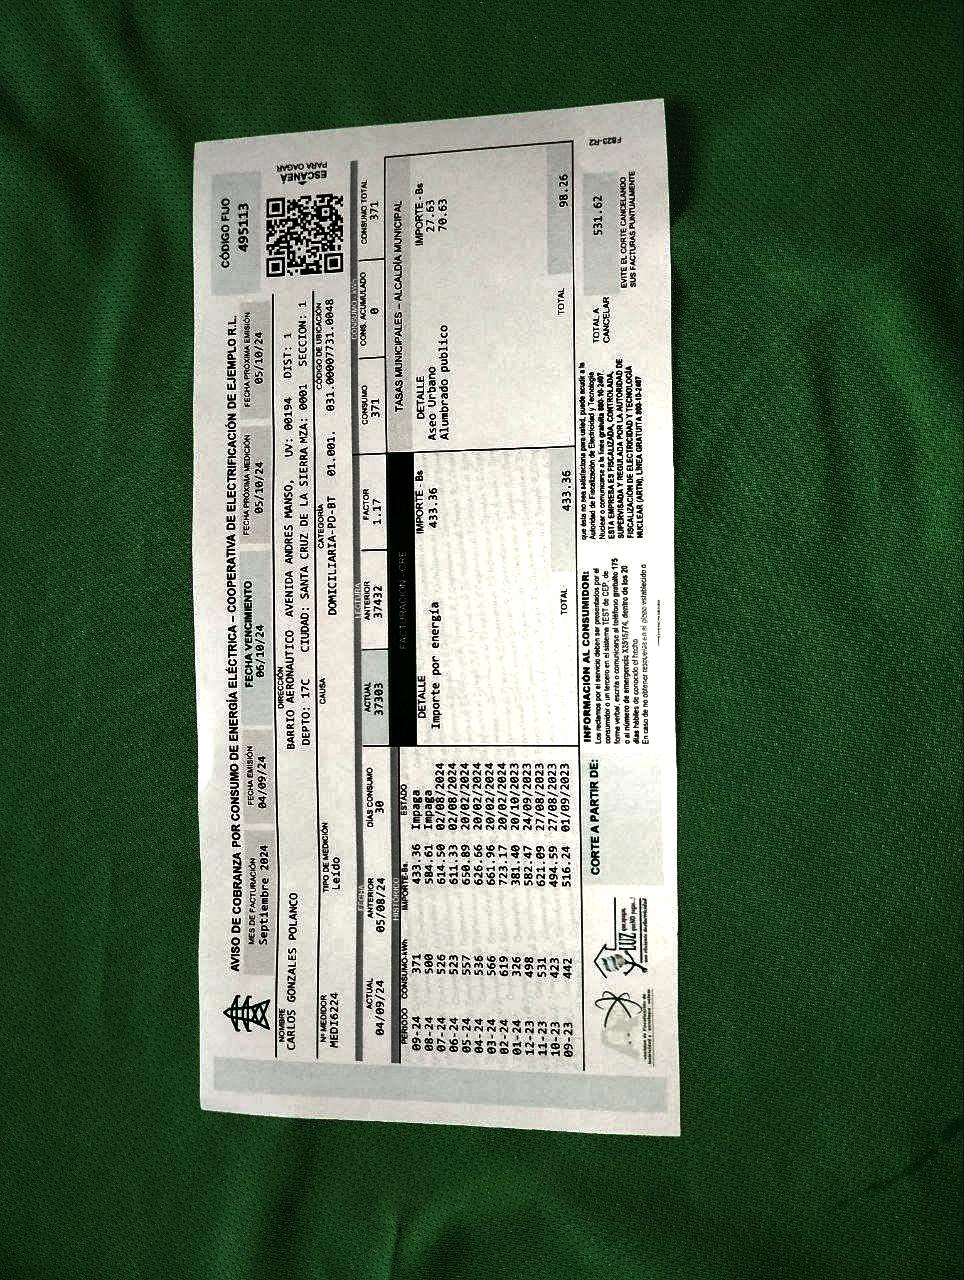 AVISO DE COBRANZA POR CONSUMO DE ENERGÍA ELÉCTRICA – COOPERATIVA DE ELECTRIFICACIÓN DE EJEMPLO R.L.
CÓDIGO FIJO
495113
MES DE FACTURACIÓN
Septiembre 2024
FECHA EMISIÓN
04/09/24
FECHA VENCIMIENTO
06/10/24
FECHA PRÓXIMA MEDICIÓN
05/10/24
FECHA PRÓXIMA EMISIÓN
05/10/24
ESCANEA
PARA OAGAR
NOMBRE
CARLOS GONZALES POLANCO
DIRECCIÓN
BARRIO AERONAUTICO AVENIDA ANDRES MANSO, UV: 00194 DIST: 1
DEPTO: 17C CIUDAD: SANTA CRUZ DE LA SIERRA MZA: 0001 SECCION: 1
Nº MEDIDOR
MEDI6224
TIPO DE MEDICIÓN
Leído
CAUSA
CATEGORÍA
DOMICILIARIA-PD-BT
CÓDIGO DE UBICACIÓN
01.001. 031.00007731.0048
FECHA
LECTURA
CONSUMO kWh
ACTUAL
04/09/24
ANTERIOR
05/08/24
DÍAS CONSUMO
30
ACTUAL
37303
ANTERIOR
37432
FACTOR
1.17
CONSUMO
371
CONS. ACUMULADO
0
CONSUMO TOTAL
371
HISTÓRICO
PERIODO CONSUMO-kWh IMPORTE-Bs. ESTADO
09-24 371 433.36 Impaga
08-24 500 584.61 Impaga
07-24 526 614.50 02/08/2024
06-24 523 611.33 02/08/2024
05-24 557 650.89 20/02/2024
04-24 536 626.66 20/02/2024
03-24 566 661.96 20/02/2024
02-24 619 723.17 20/02/2024
01-24 326 381.40 20/10/2023
12-23 498 582.47 24/09/2023
11-23 531 621.09 27/08/2023
10-23 423 494.59 27/08/2023
09-23 442 516.24 01/09/2023
FACTURACIÓN - CRE
DETALLE IMPORTE - Bs
Importe por energía 433.36
TOTAL 433.36
TASAS MUNICIPALES – ALCALDÍA MUNICIPAL
DETALLE IMPORTE - Bs
Aseo Urbano 27.63
Alumbrado publico 70.63
TOTAL 98.26
CORTE A PARTIR DE:
INFORMACIÓN AL CONSUMIDOR:
Los reclamos por el servicio deben ser presentados por el
consumidor o un tercero en el sistema TEST de CEP, de
forma verbal, escrita o comunicarse al teléfono gratuito 175
o al número de emergencia X3515/74, dentro de los 20
días hábiles de conocido el hecho
En caso de no obtener respuesta en el plazo establecido o
que ésta no sea satisfactoria para usted, puede acudir a la
Autoridad de Fiscalización de Electricidad y Tecnología
Nuclear o comunicarse a la línea gratuita 800-10-2407.
ESTA EMPRESA ES FISCALIZADA, CONTROLADA,
SUPERVISADA Y REGULADA POR LA AUTORIDAD DE
FISCALIZACIÓN DE ELECTRICIDAD Y TECNOLOGÍA
NUCLEAR (AETN), LÍNEA GRATUITA 800-10-2407
TOTAL A
CANCELAR
531.62
EVITE EL CORTE CANCELANDO
SUS FACTURAS PUNTUALMENTE
FB23-R2
LUZ